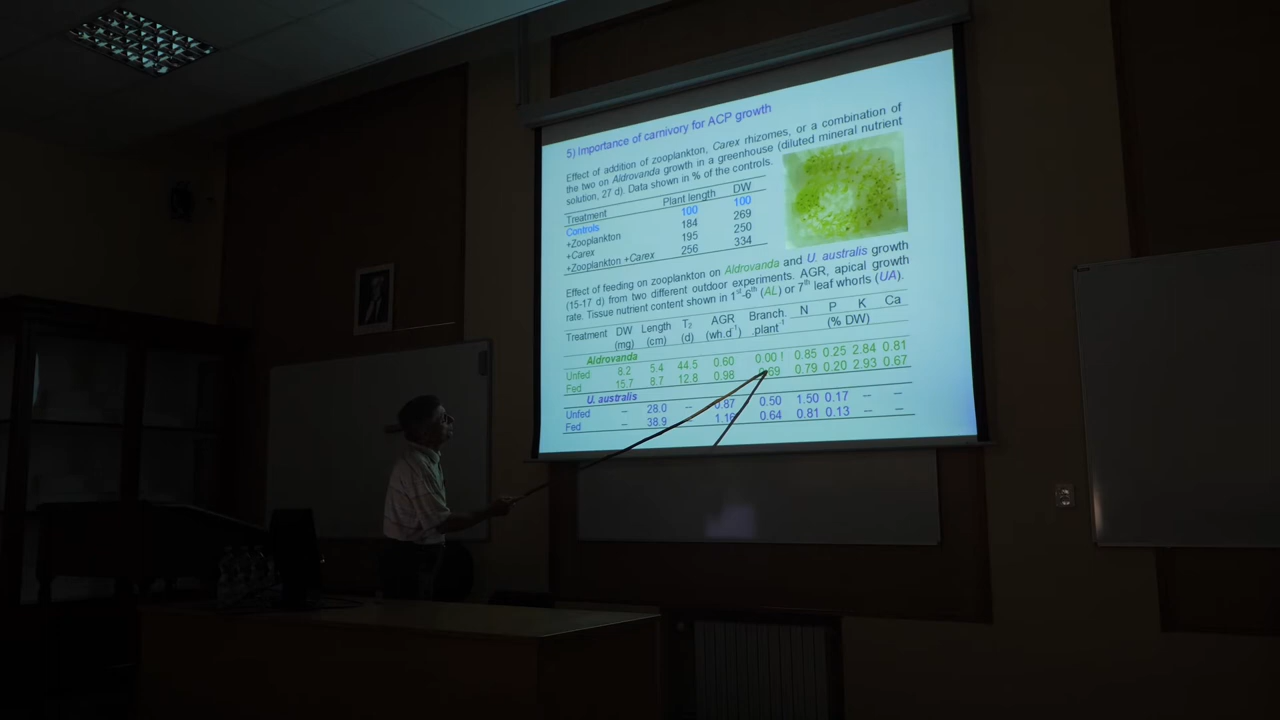 5) Importance of carnivory for ACP growth
Effect of addition of zooplankton, Carex rhizomes, or a combination of
the two on Aldrovanda growth in a greenhouse (diluted mineral nutrient
solution, 27 d). Data shown in % of the controls.
Treatment Plant length DW
Controls 100 100
+Zooplankton 184 269
+Carex 195 250
+Zooplankton +Carex 256 334
Effect of feeding on zooplankton on Aldrovanda and U. australis growth
(15-17 d) from two different outdoor experiments. AGR, apical growth
rate. Tissue nutrient content shown in 1st-6th (AL) or 7th leaf whorls (UA).
Treatment DW Length T2 AGR Branch. N P K Ca
(mg) (cm) (d) (wh.d-1) .plant-1 (% DW)
Aldrovanda
Unfed 8.2 5.4 44.5 0.60 0.00 ! 0.85 0.25 2.84 0.81
Fed 15.7 8.7 12.8 0.98 0.69 0.79 0.20 2.93 0.67
U. australis
Unfed – 28.0 – 0.87 0.50 1.50 0.17 – –
Fed – 38.9 – 1.16 0.64 0.81 0.13 – –